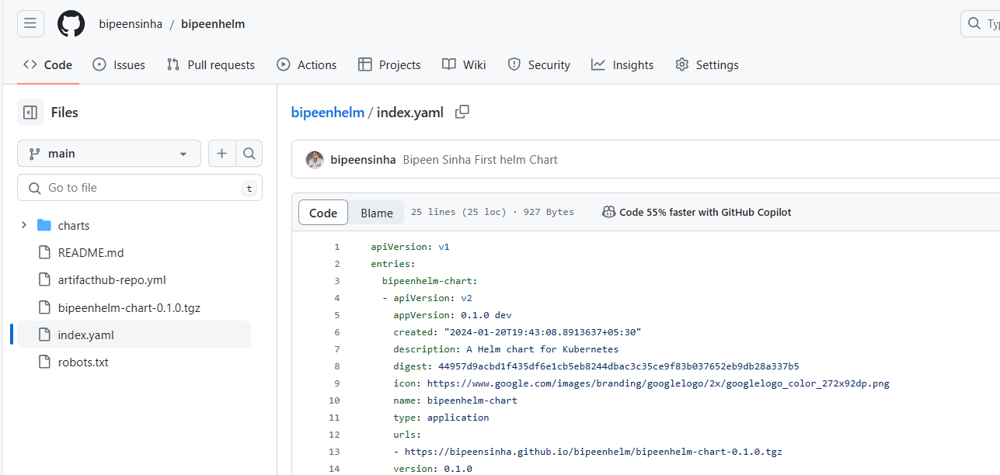 bipeensinha / bipeenhelm
Code Issues Pull requests Actions Projects Wiki Security Insights Settings
Files
main
Go to file t
charts
README.md
artifacthub-repo.yml
bipeenhelm-chart-0.1.0.tgz
index.yaml
robots.txt
bipeenhelm / index.yaml
bipeensinha Bipeen Sinha First helm Chart
Code Blame 25 lines (25 loc) · 927 Bytes Code 55% faster with GitHub Copilot
1 apiVersion: v1
2 entries:
3 bipeenhelm-chart:
4 - apiVersion: v2
5 appVersion: 0.1.0 dev
6 created: "2024-01-20T19:43:08.8913637+05:30"
7 description: A Helm chart for Kubernetes
8 digest: 44957d9acbd1f435df6e1cb5eb8244dbac3c35ce9f83b037652eb9db28a337b5
9 icon: https://www.google.com/images/branding/googlelogo/2x/googlelogo_color_272x92dp.png
10 name: bipeenhelm-chart
11 type: application
12 urls:
13 - https://bipeensinha.github.io/bipeenhelm/bipeenhelm-chart-0.1.0.tgz
14 version: 0.1.0